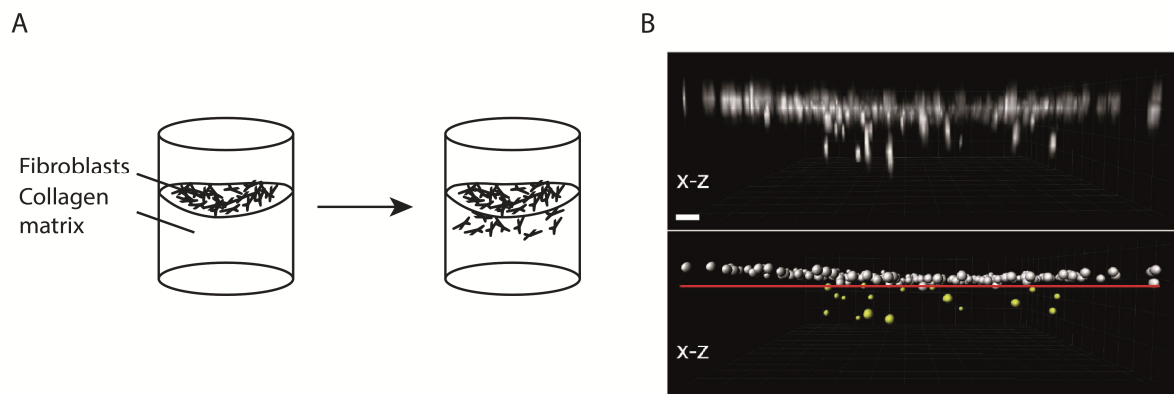 A
B
Fibroblasts
Collagen
matrix
x-z
x-z